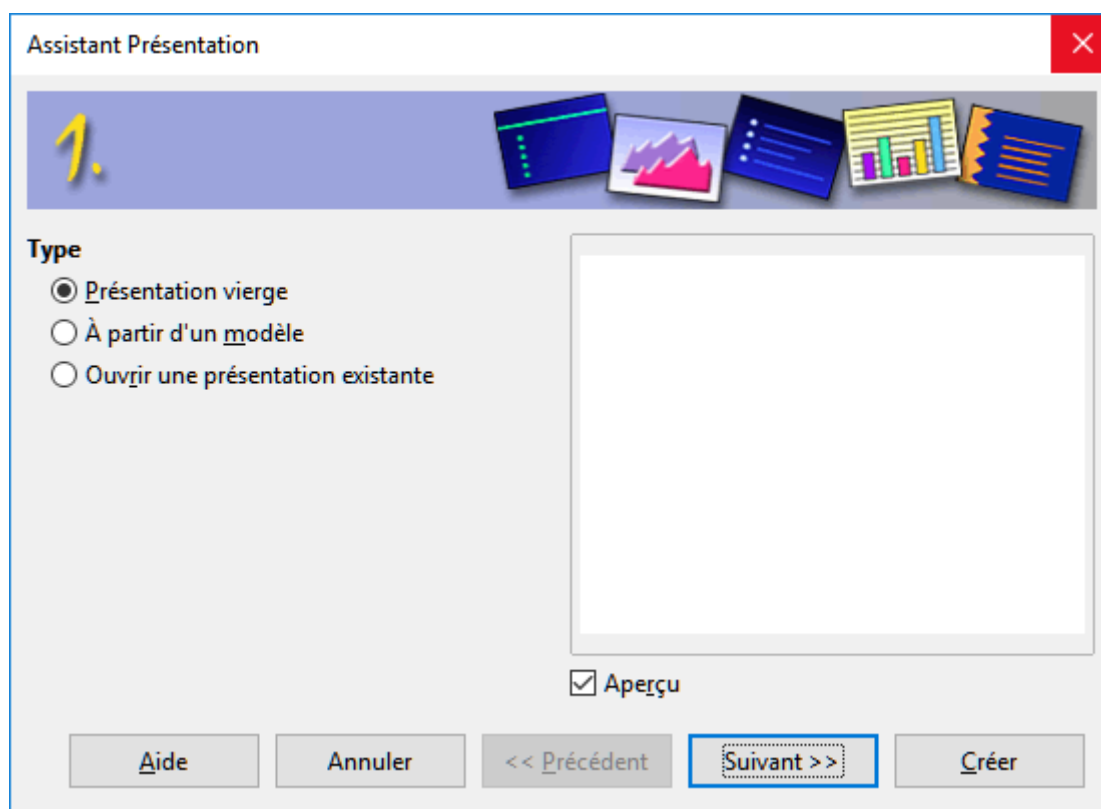 Assistant Présentation
1.
Type
Présentation vierge
À partir d'un modèle
Ouvrir une présentation existante
Aperçu
Aide
Annuler
<< Précédent
Suivant >>
Créer